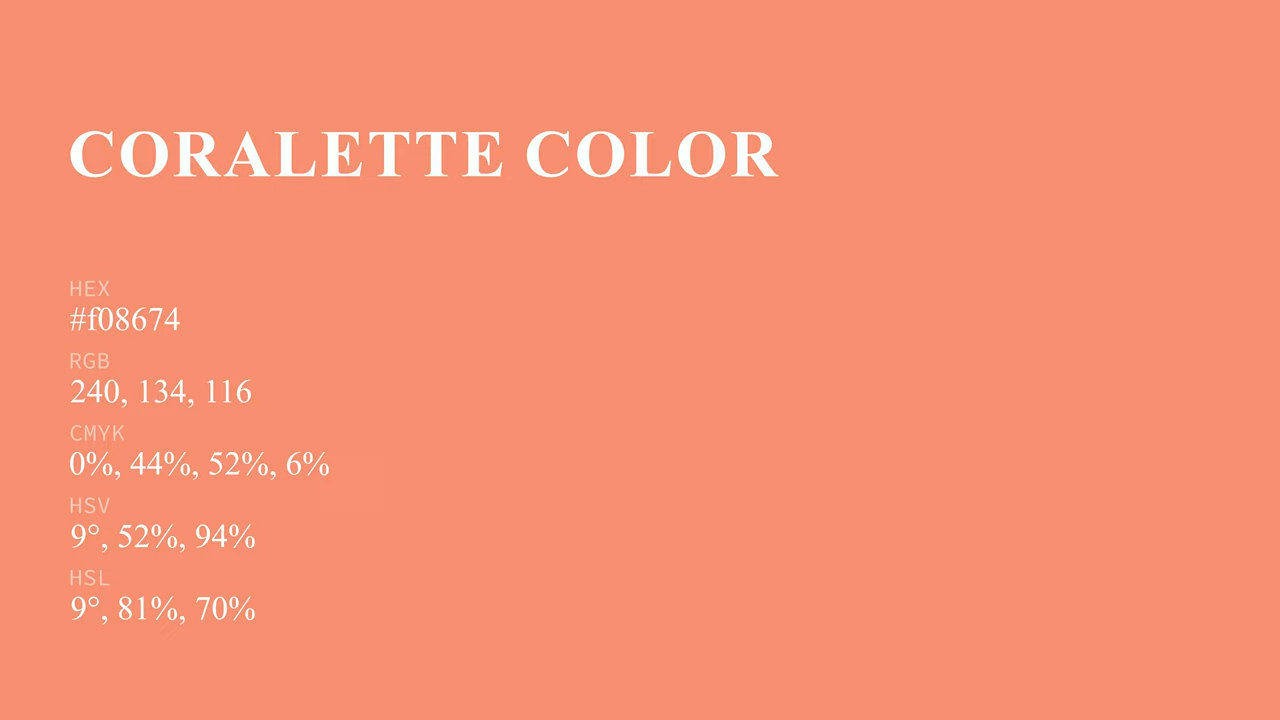 CORALETTE COLOR
HEX
#f08674
RGB
240, 134, 116
CMYK
0%, 44%, 52%, 6%
HSV
9°, 52%, 94%
HSL
9°, 81%, 70%